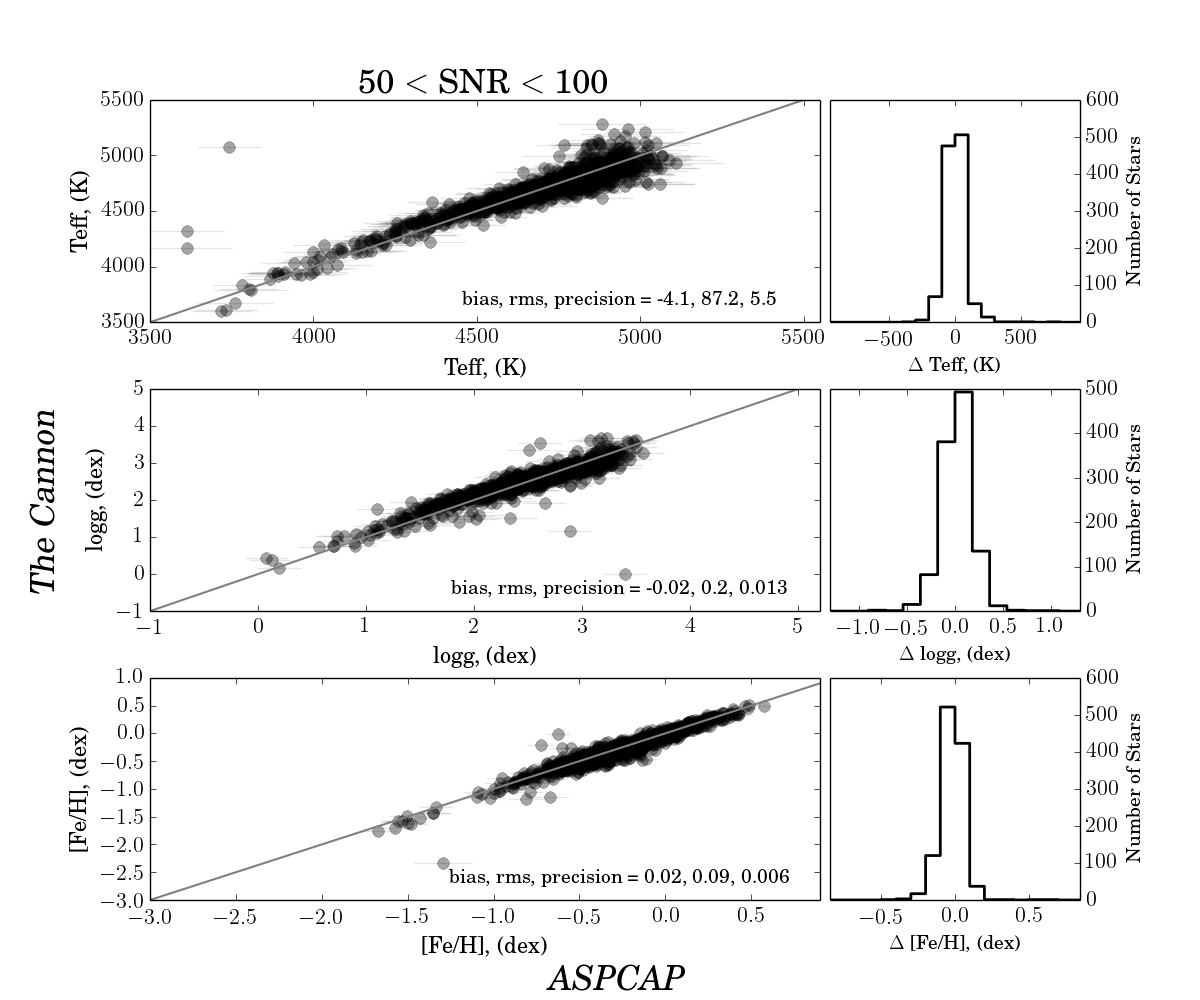 50 < SNR < 100
5500
5000
4500
4000
3500
Teff, (K)
bias, rms, precision = -4.1, 87.2, 5.5
3500 4000 4500 5000 5500
Teff, (K)
600
500
400
300
200
100
0
Number of Stars
−500 0 500
Δ Teff, (K)
The Cannon
5
4
3
2
1
0
−1
logg, (dex)
bias, rms, precision = -0.02, 0.2, 0.013
−1 0 1 2 3 4 5
logg, (dex)
500
400
300
200
100
0
Number of Stars
−1.0 −0.5 0.0 0.5 1.0
Δ logg, (dex)
1.0
0.5
0.0
−0.5
−1.0
−1.5
−2.0
−2.5
−3.0
[Fe/H], (dex)
bias, rms, precision = 0.02, 0.09, 0.006
−3.0 −2.5 −2.0 −1.5 −1.0 −0.5 0.0 0.5
[Fe/H], (dex)
600
500
400
300
200
100
0
Number of Stars
−0.5 0.0 0.5
Δ [Fe/H], (dex)
ASPCAP